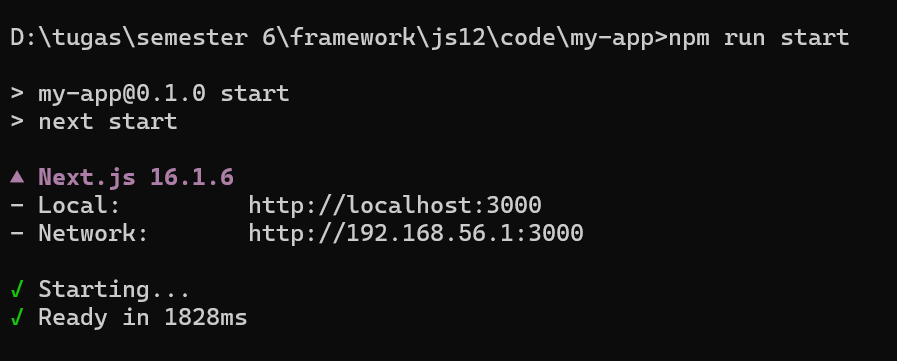 D:\tugas\semester 6\framework\js12\code\my-app>npm run start
> my-app@0.1.0 start
> next start
▲ Next.js 16.1.6
- Local:         http://localhost:3000
- Network:       http://192.168.56.1:3000
✓ Starting...
✓ Ready in 1828ms